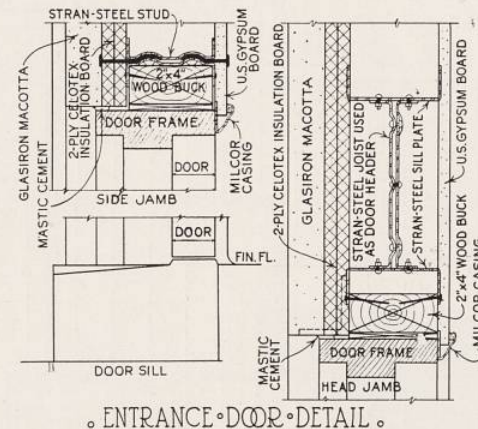 STRAN-STEEL STUD
GLASIRON MACOTTA
MASTIC CEMENT
2-PLY CELOTEX
INSULATION BOARD
2"x4"
WOOD BUCK
DOOR FRAME
DOOR
U.S. GYPSUM
BOARD
MILCOR
CASING
SIDE JAMB
DOOR
FIN. FL.
DOOR SILL
2-PLY CELOTEX INSULATION BOARD
GLASIRON MACOTTA
STRAN-STEEL JOIST USED
AS DOOR HEADER
STRAN-STEEL SILL PLATE
U.S. GYPSUM BOARD
2"x4" WOOD BUCK
MILCOR CASING
MASTIC
CEMENT
DOOR FRAME
HEAD JAMB
ENTRANCE DOOR DETAIL